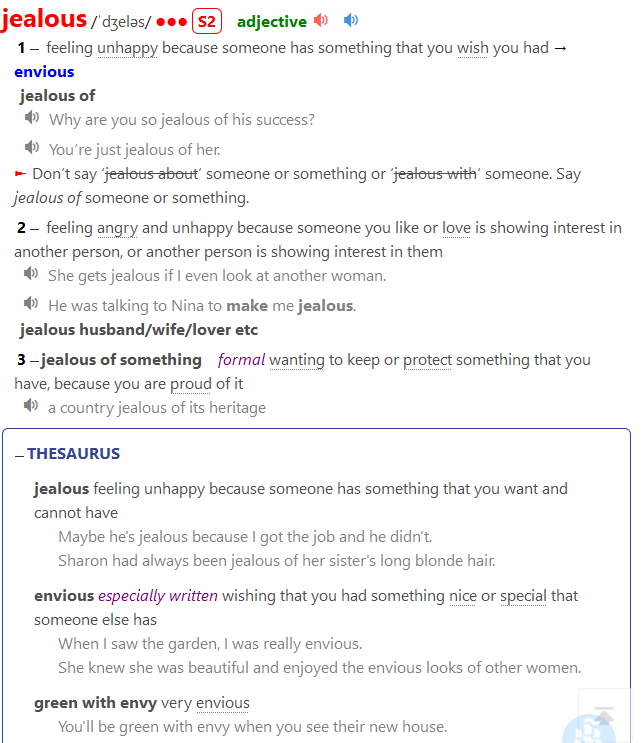 jealous /ˈdʒeləs/ ●●● S2 adjective
1 – feeling unhappy because someone has something that you wish you had →
envious
jealous of
Why are you so jealous of his success?
You’re just jealous of her.
Don’t say ‘jealous about’ someone or something or ‘jealous with’ someone. Say
jealous of someone or something.
2 – feeling angry and unhappy because someone you like or love is showing interest in
another person, or another person is showing interest in them
She gets jealous if I even look at another woman.
He was talking to Nina to make me jealous.
jealous husband/wife/lover etc
3 – jealous of something formal wanting to keep or protect something that you
have, because you are proud of it
a country jealous of its heritage
– THESAURUS
jealous feeling unhappy because someone has something that you want and
cannot have
Maybe he's jealous because I got the job and he didn't.
Sharon had always been jealous of her sister's long blonde hair.
envious especially written wishing that you had something nice or special that
someone else has
When I saw the garden, I was really envious.
She knew she was beautiful and enjoyed the envious looks of other women.
green with envy very envious
You'll be green with envy when you see their new house.